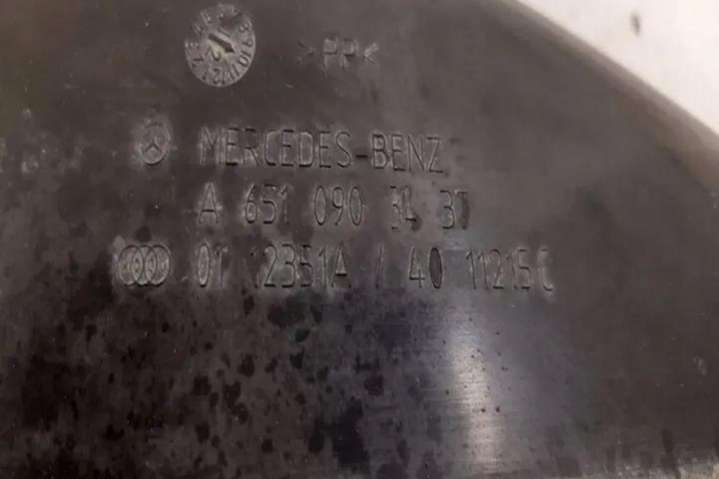 >PP<
MERCEDES-BENZ
A 651 090 34 37
01 12351A / 40 11215C